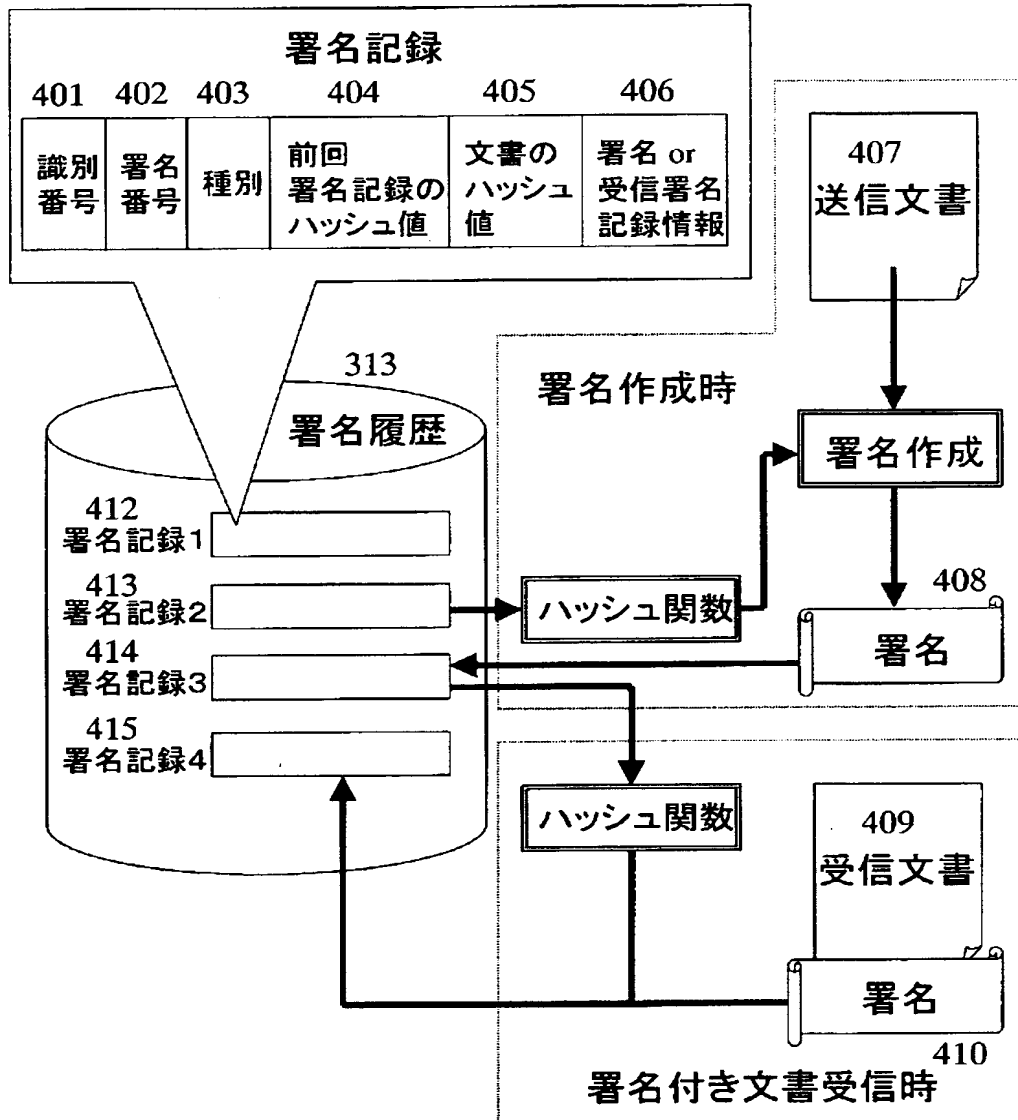 署名記録
401 402 403 404 405 406
識別番号
署名番号
種別
前回
署名記録の
ハッシュ値
文書の
ハッシュ
値
署名 or
受信署名
記録情報
407
送信文書
署名作成時
署名作成
408
署名
313
署名履歴
412
署名記録1
413
署名記録2
ハッシュ関数
414
署名記録3
415
署名記録4
ハッシュ関数
409
受信文書
署名
410
署名付き文書受信時